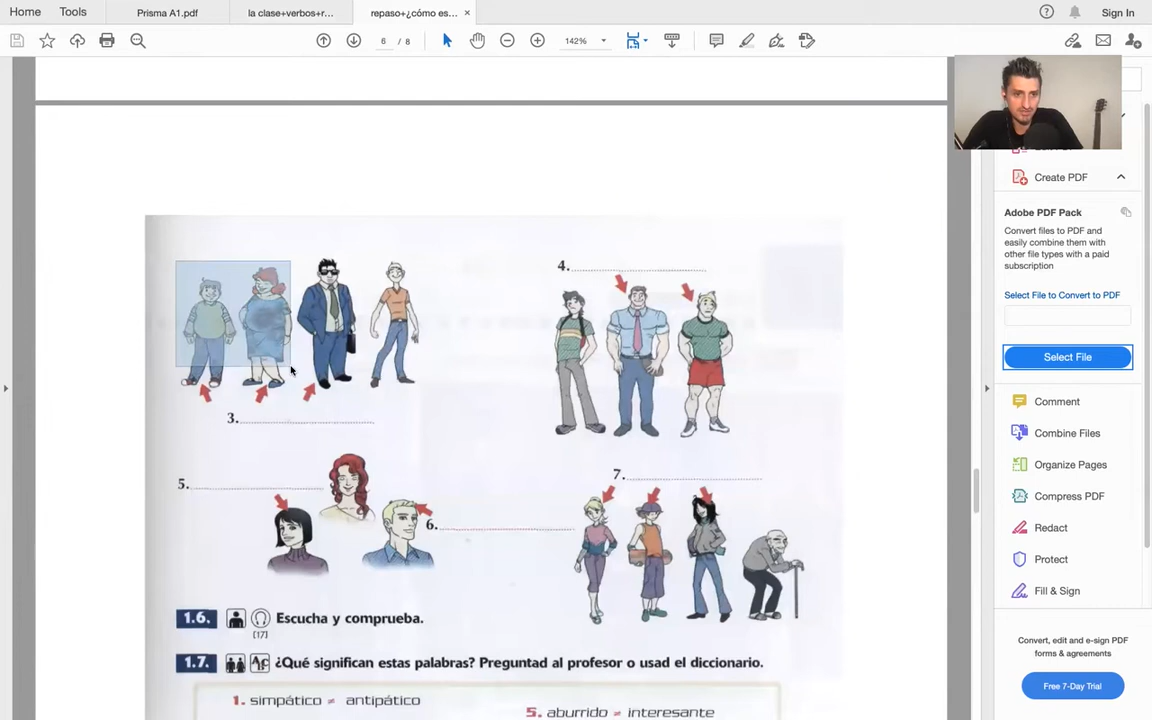 Home Tools Prisma A1.pdf la clase+verbos+r... repaso+¿cómo es... × Sign In
6 / 8 142%
Create PDF
Adobe PDF Pack
Convert files to PDF and
easily combine them with
other file types with a paid
subscription
Select File to Convert to PDF
Select File
Comment
Combine Files
Organize Pages
Compress PDF
Redact
Protect
Fill & Sign
Convert, edit and e-sign PDF
forms & agreements
Free 7-Day Trial
4.
3.
5.
7.
6.
1.6. Escucha y comprueba.
[17]
1.7. ¿Qué significan estas palabras? Preguntad al profesor o usad el diccionario.
1. simpático ≠ antipático
5. aburrido ≠ interesante